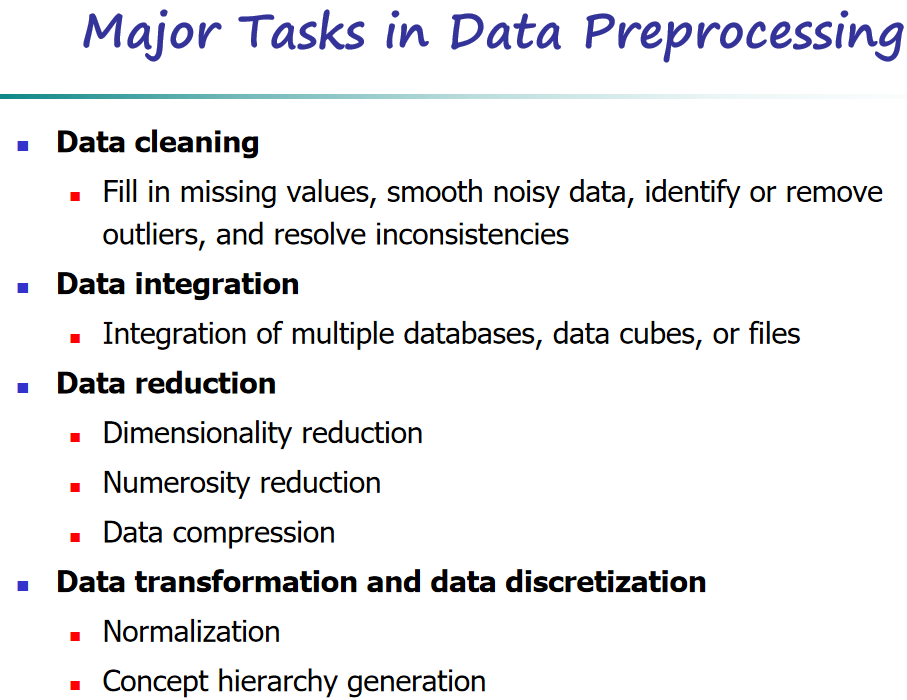 Major Tasks in Data Preprocessing
Data cleaning
Fill in missing values, smooth noisy data, identify or remove
outliers, and resolve inconsistencies
Data integration
Integration of multiple databases, data cubes, or files
Data reduction
Dimensionality reduction
Numerosity reduction
Data compression
Data transformation and data discretization
Normalization
Concept hierarchy generation